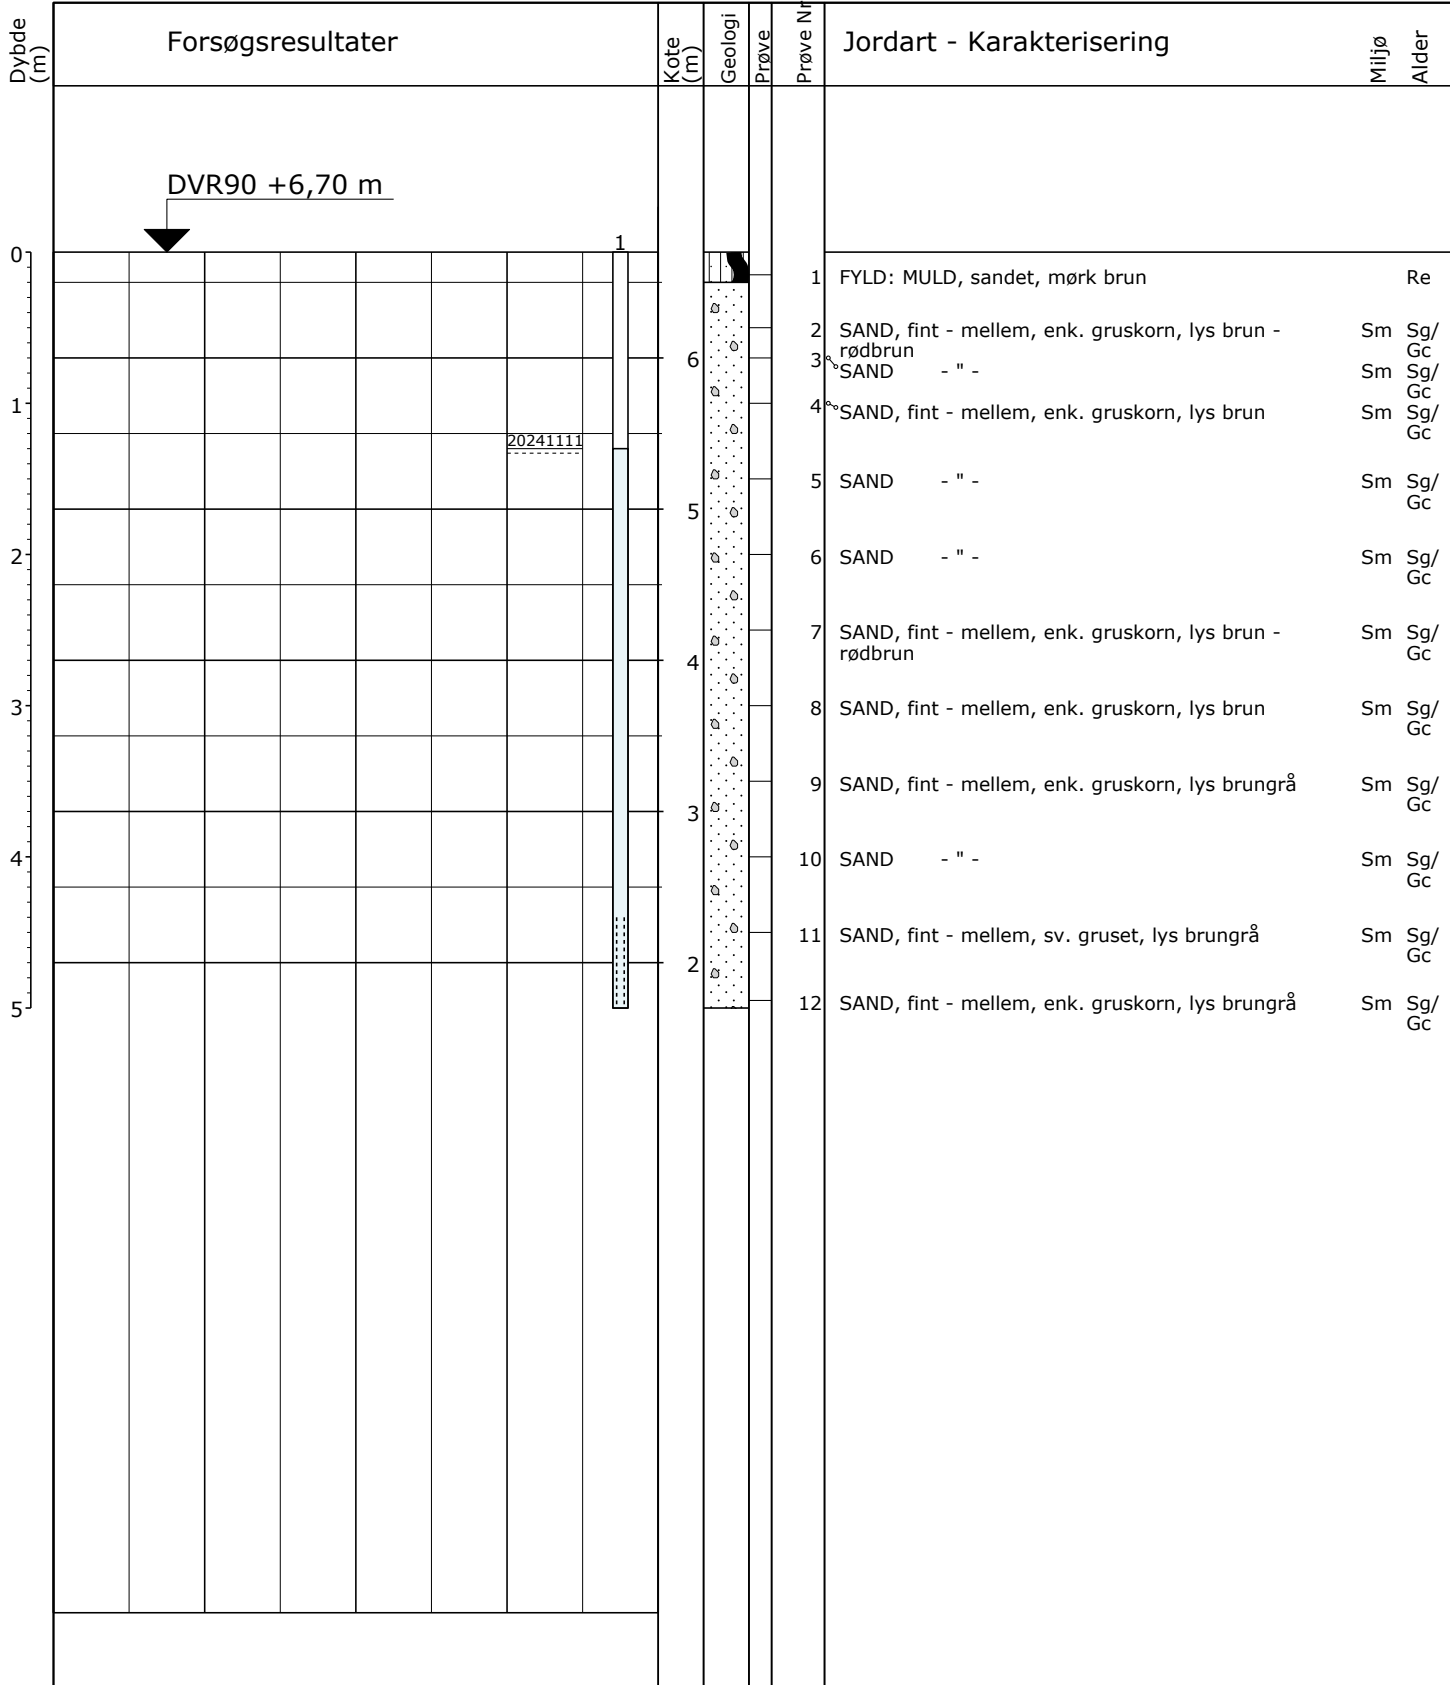 Dybde (m)
Forsøgsresultater
Kote (m)
Geologi
Prøve
Prøve Nr
Jordart - Karakterisering
Miljø
Alder
DVR90 +6,70 m
1
0
1 FYLD: MULD, sandet, mørk brun Re
2 SAND, fint - mellem, enk. gruskorn, lys brun - Sm Sg/
rødbrun Gc
6
3 SAND - " - Sm Sg/
Gc
1
4 SAND, fint - mellem, enk. gruskorn, lys brun Sm Sg/
Gc
20241111
5 SAND - " - Sm Sg/
Gc
5
2
6 SAND - " - Sm Sg/
Gc
7 SAND, fint - mellem, enk. gruskorn, lys brun - Sm Sg/
rødbrun Gc
4
3
8 SAND, fint - mellem, enk. gruskorn, lys brun Sm Sg/
Gc
9 SAND, fint - mellem, enk. gruskorn, lys brungrå Sm Sg/
Gc
3
4
10 SAND - " - Sm Sg/
Gc
11 SAND, fint - mellem, sv. gruset, lys brungrå Sm Sg/
Gc
2
5
12 SAND, fint - mellem, enk. gruskorn, lys brungrå Sm Sg/
Gc